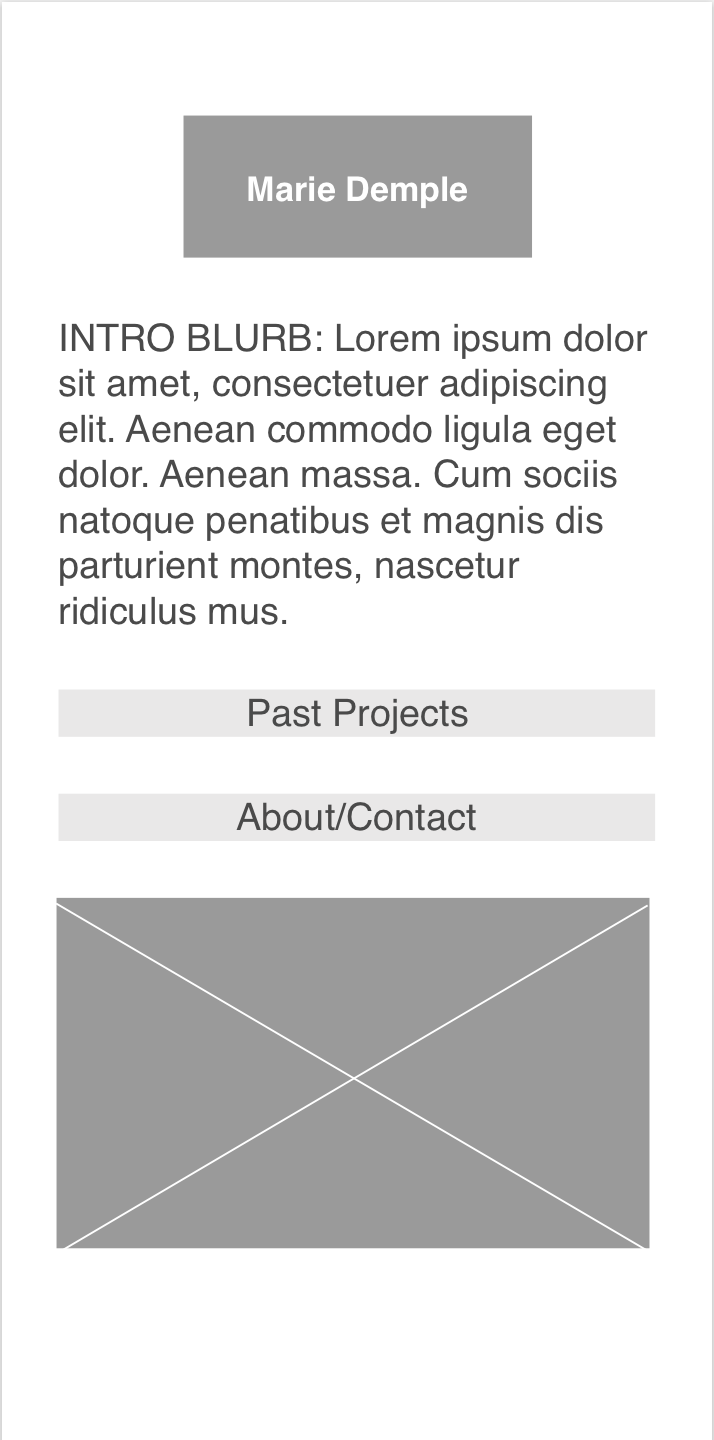 Marie Demple
INTRO BLURB: Lorem ipsum dolor
sit amet, consectetuer adipiscing
elit. Aenean commodo ligula eget
dolor. Aenean massa. Cum sociis
natoque penatibus et magnis dis
parturient montes, nascetur
ridiculus mus.
Past Projects
About/Contact